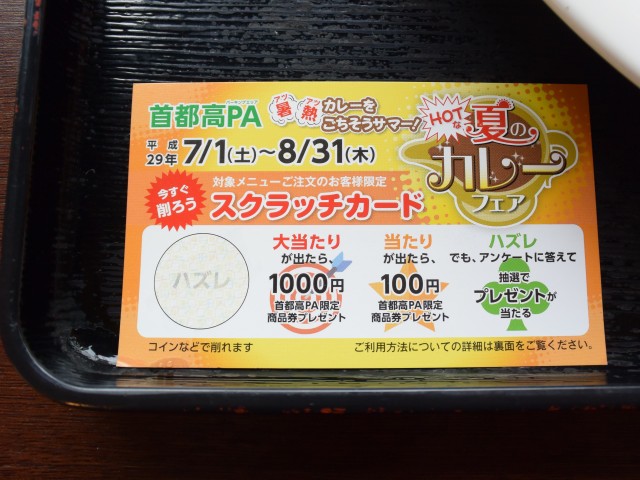 パーキングエリア
首都高PA
アツ アツ
暑 熱
カレーを
ごちそうサマー!
平成
29年 7/1(土)〜8/31(木)
HOTな
夏の
カレー
フェア
今すぐ
削ろう
対象メニューご注文のお客様限定
スクラッチカード
ハズレ
大当たり
が出たら、
1000円
首都高PA限定
商品券プレゼント
当たり
が出たら、
100円
首都高PA限定
商品券プレゼント
ハズレ
でも、アンケートに答えて
抽選で
プレゼントが
当たる
コインなどで削れます
ご利用方法についての詳細は裏面をご覧ください。